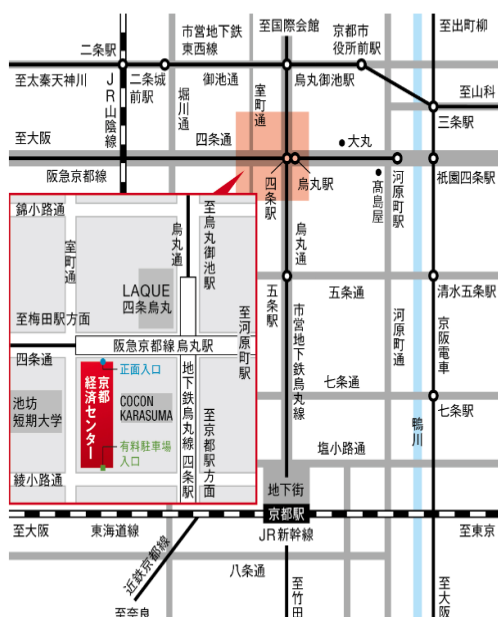 至国際会館
至出町柳
二条駅
市営地下鉄
東西線
京都市
役所前駅
至太秦天神川
二条城
前駅
御池通
烏丸御池駅
至山科
JR山陰線
堀川通
室町通
三条駅
至大阪
四条通
大丸
阪急京都線
四条駅
烏丸駅
髙島屋
河原町駅
祇園四条駅
錦小路通
室町通
烏丸通
至烏丸御池駅
烏丸通
LAQUE
四条烏丸
五条駅
五条通
清水五条駅
至梅田駅方面
至河原町駅
市営地下鉄烏丸線
河原町通
京阪電車
阪急京都線烏丸駅
四条通
正面入口
京都
経済センター
池坊
短期大学
COCON
KARASUMA
地下鉄烏丸線 四条駅
至京都駅方面
七条通
七条駅
鴨川
有料駐車場
入口
綾小路通
塩小路通
地下街
京都駅
至大阪
東海道線
JR新幹線
至東京
近鉄京都線
八条通
至奈良
至竹田
至大阪